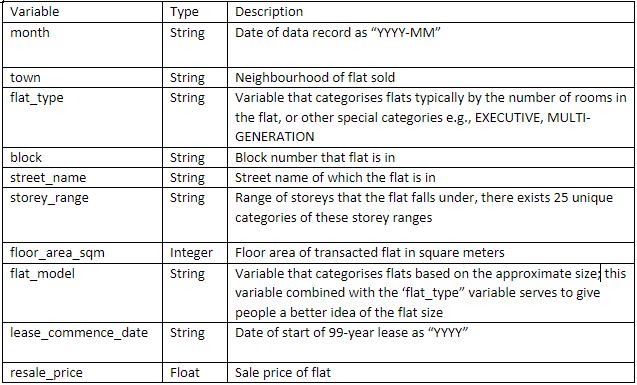 Variable Type Description
month String Date of data record as “YYYY-MM”
town String Neighbourhood of flat sold
flat_type String Variable that categorises flats typically by the number of rooms in
the flat, or other special categories e.g., EXECUTIVE, MULTI-
GENERATION
block String Block number that flat is in
street_name String Street name of which the flat is in
storey_range String Range of storeys that the flat falls under, there exists 25 unique
categories of these storey ranges
floor_area_sqm Integer Floor area of transacted flat in square meters
flat_model String Variable that categorises flats based on the approximate size; this
variable combined with the ‘flat_type” variable serves to give
people a better idea of the flat size
lease_commence_date String Date of start of 99-year lease as “YYYY”
resale_price Float Sale price of flat